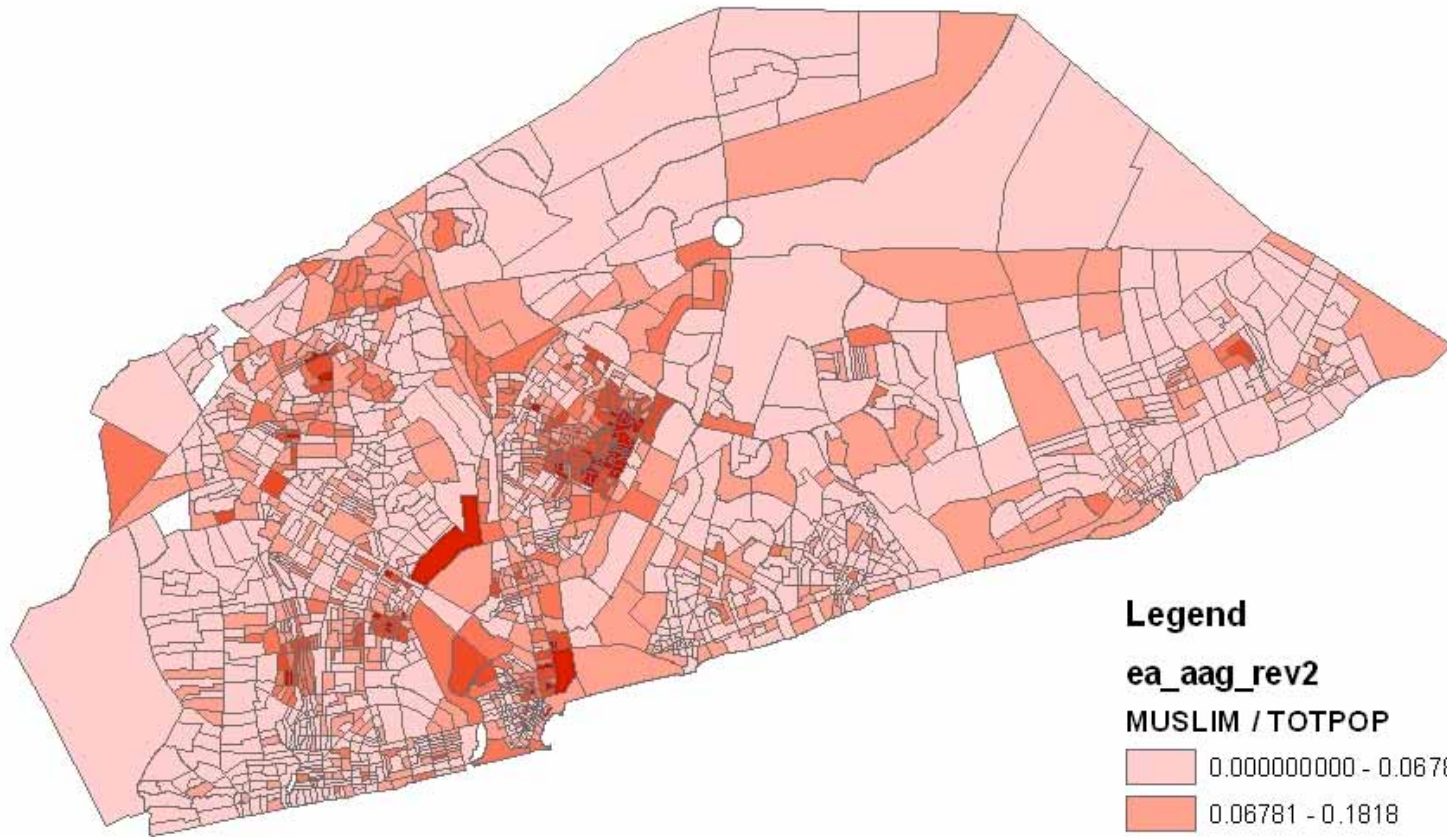 Legend
ea_aag_rev2
MUSLIM / TOTPOP
0.000000000 - 0.0678
0.06781 - 0.1818